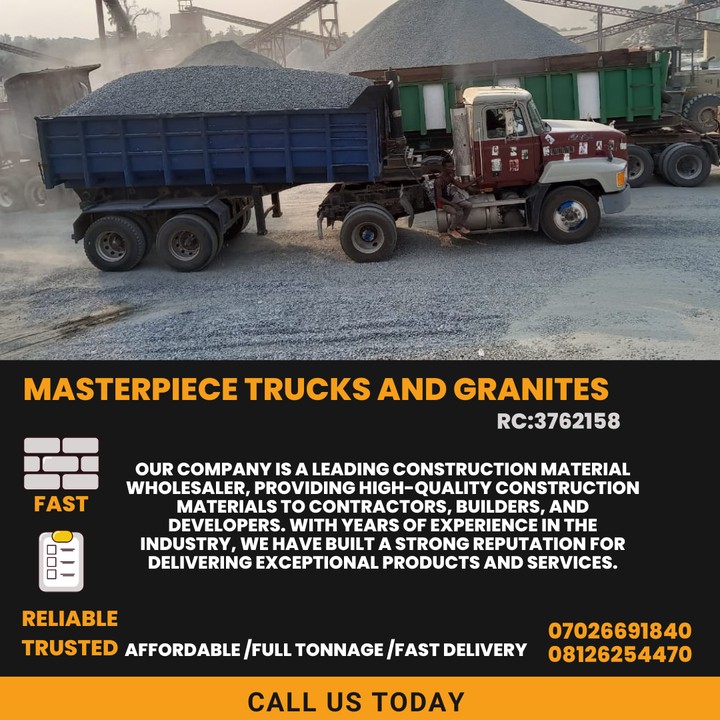 MASTERPIECE TRUCKS AND GRANITES
RC:3762158
FAST
OUR COMPANY IS A LEADING CONSTRUCTION MATERIAL
WHOLESALER, PROVIDING HIGH-QUALITY CONSTRUCTION
MATERIALS TO CONTRACTORS, BUILDERS, AND
DEVELOPERS. WITH YEARS OF EXPERIENCE IN THE
INDUSTRY, WE HAVE BUILT A STRONG REPUTATION FOR
DELIVERING EXCEPTIONAL PRODUCTS AND SERVICES.
RELIABLE
TRUSTED
AFFORDABLE /FULL TONNAGE /FAST DELIVERY
07026691840
08126254470
CALL US TODAY